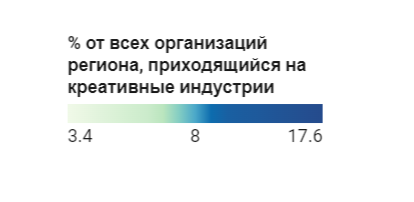 % от всех организаций
региона, приходящийся на
креативные индустрии
3.4 8 17.6